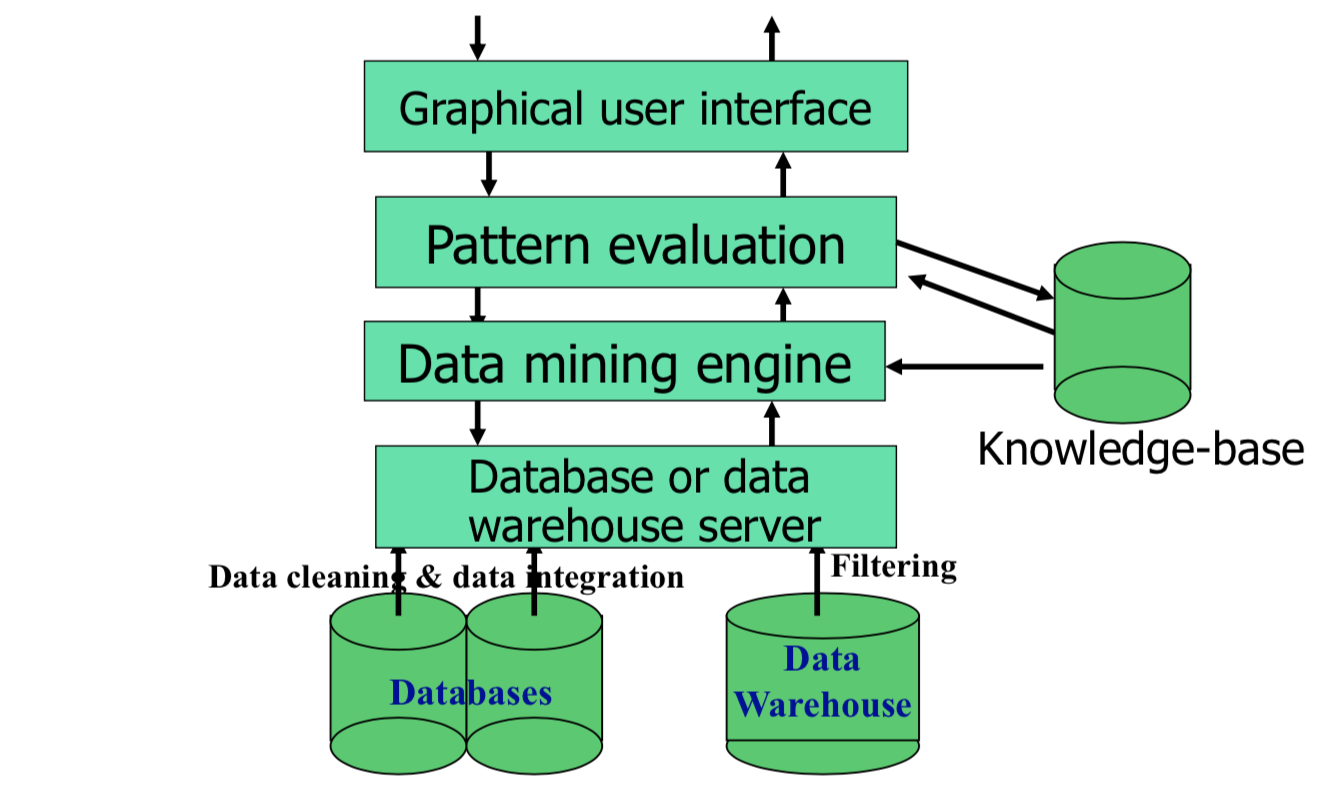 Graphical user interface
Pattern evaluation
Data mining engine
Knowledge-base
Database or data
warehouse server
Data cleaning & data integration
Filtering
Databases
Data
Warehouse